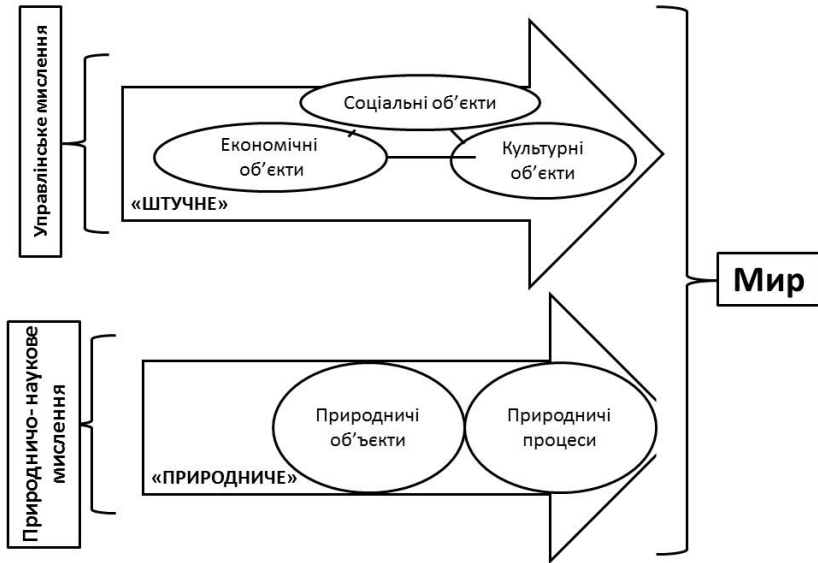 Управлінське мислення
Соціальні об’єкти
Економічні
об’єкти
Культурні
об’єкти
«ШТУЧНЕ»
Мир
Природничо-наукове
мислення
Природничі
об’ъєкти
Природничі
процеси
«ПРИРОДНИЧЕ»